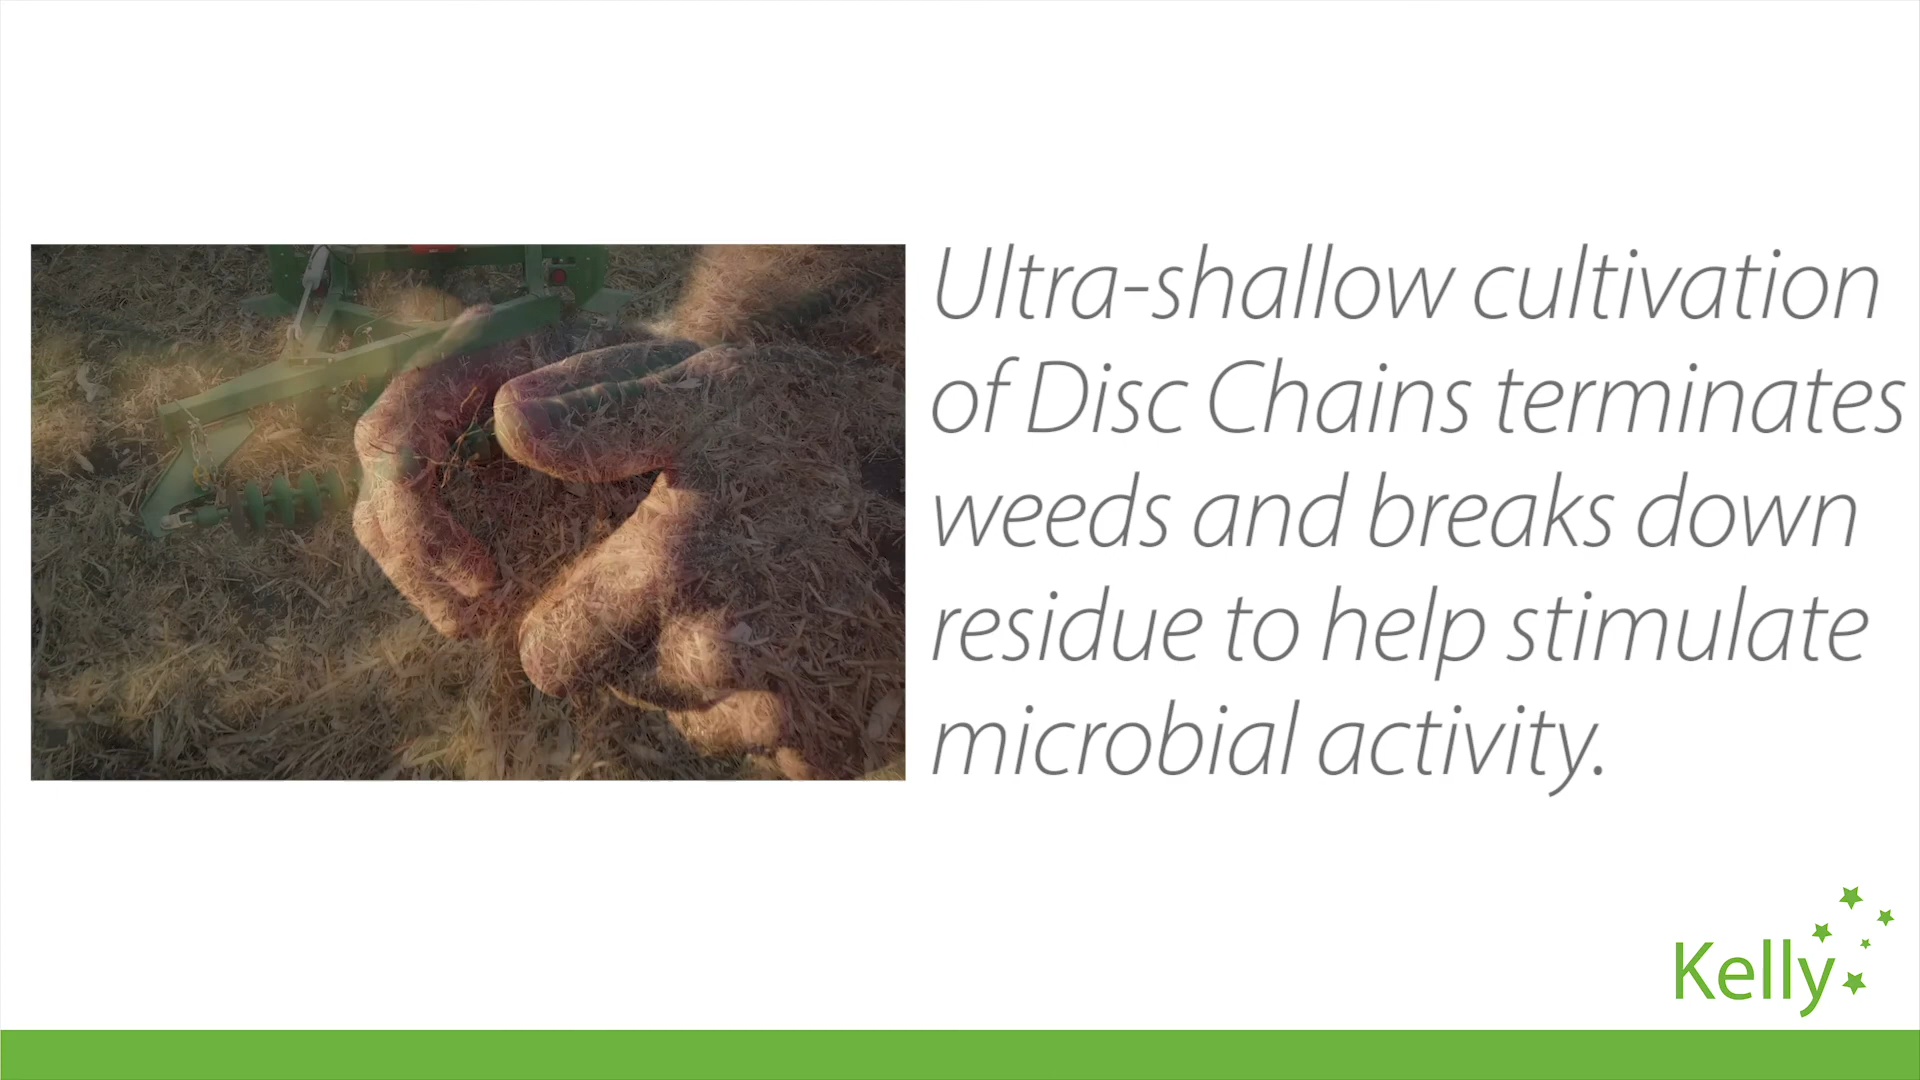 Ultra-shallow cultivation
of Disc Chains terminates
weeds and breaks down
residue to help stimulate
microbial activity.
Kelly